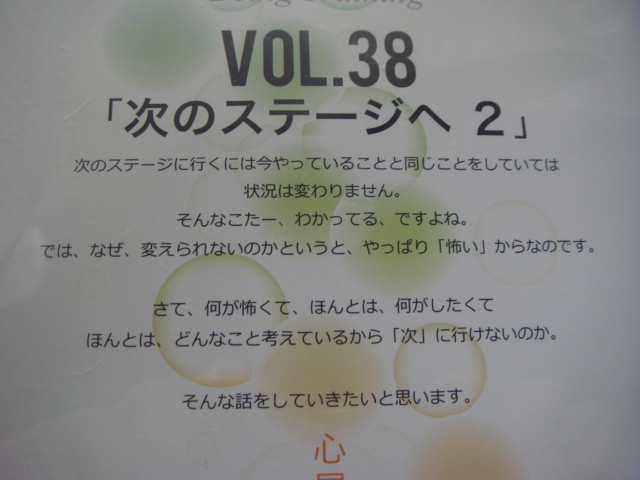 VOL.38
「次のステージへ 2」
次のステージに行くには今やっていることと同じことをしていては
状況は変わりません。
そんなこたー、わかってる、ですよね。
では、なぜ、変えられないのかというと、やっぱり「怖い」からなのです。
さて、何が怖くて、ほんとは、何がしたくて
ほんとは、どんなこと考えているから「次」に行けないのか。
そんな話をしていきたいと思います。
心